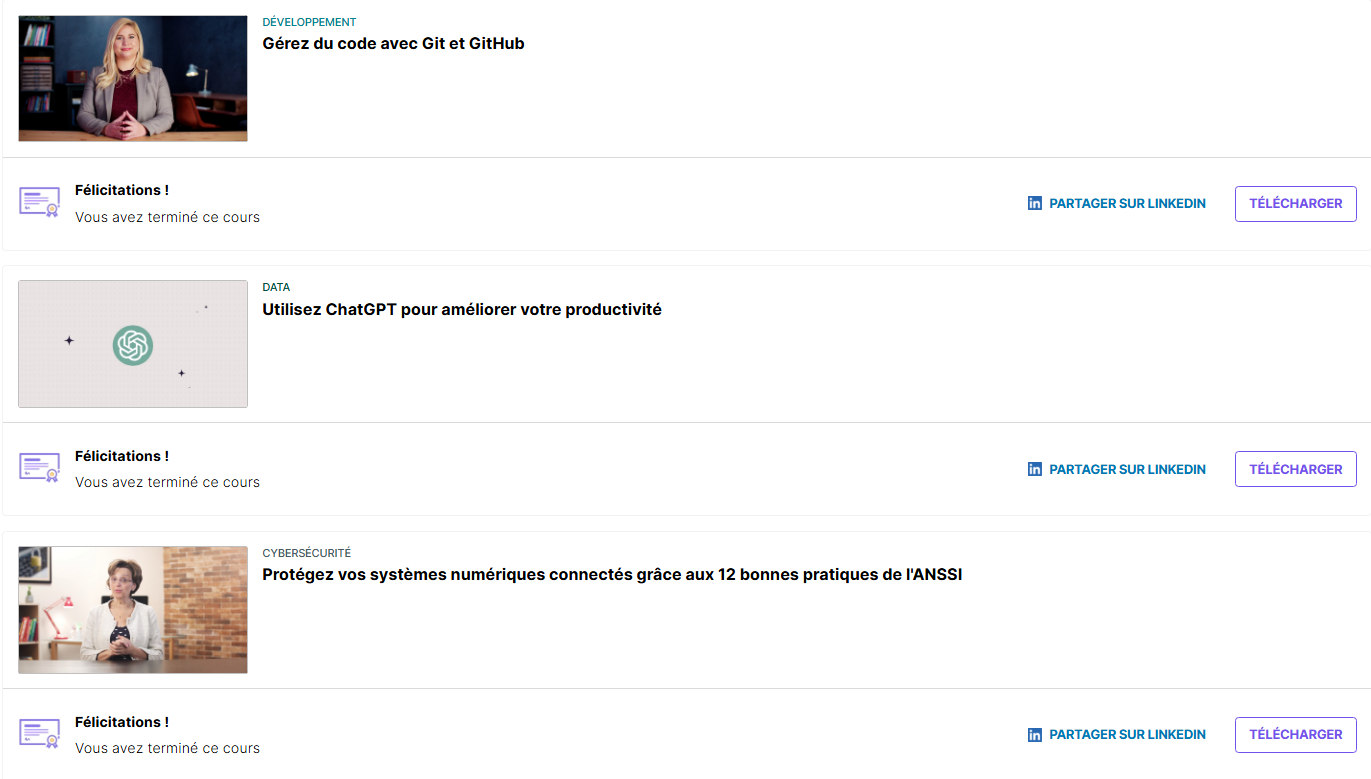 DÉVELOPPEMENT
Gérez du code avec Git et GitHub
Félicitations !
Vous avez terminé ce cours
PARTAGER SUR LINKEDIN
TÉLÉCHARGER
DATA
Utilisez ChatGPT pour améliorer votre productivité
Félicitations !
Vous avez terminé ce cours
PARTAGER SUR LINKEDIN
TÉLÉCHARGER
CYBERSÉCURITÉ
Protégez vos systèmes numériques connectés grâce aux 12 bonnes pratiques de l'ANSSI
Félicitations !
Vous avez terminé ce cours
PARTAGER SUR LINKEDIN
TÉLÉCHARGER